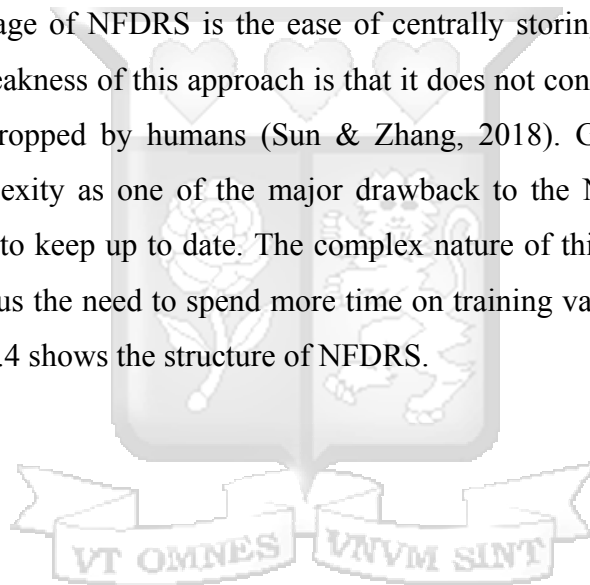 age of NFDRS is the ease of centrally storing
eakness of this approach is that it does not con
ropped by humans (Sun & Zhang, 2018). G
exity as one of the major drawback to the N
to keep up to date. The complex nature of thi
us the need to spend more time on training va
.4 shows the structure of NFDRS.
VT OMNES VNVM SINT